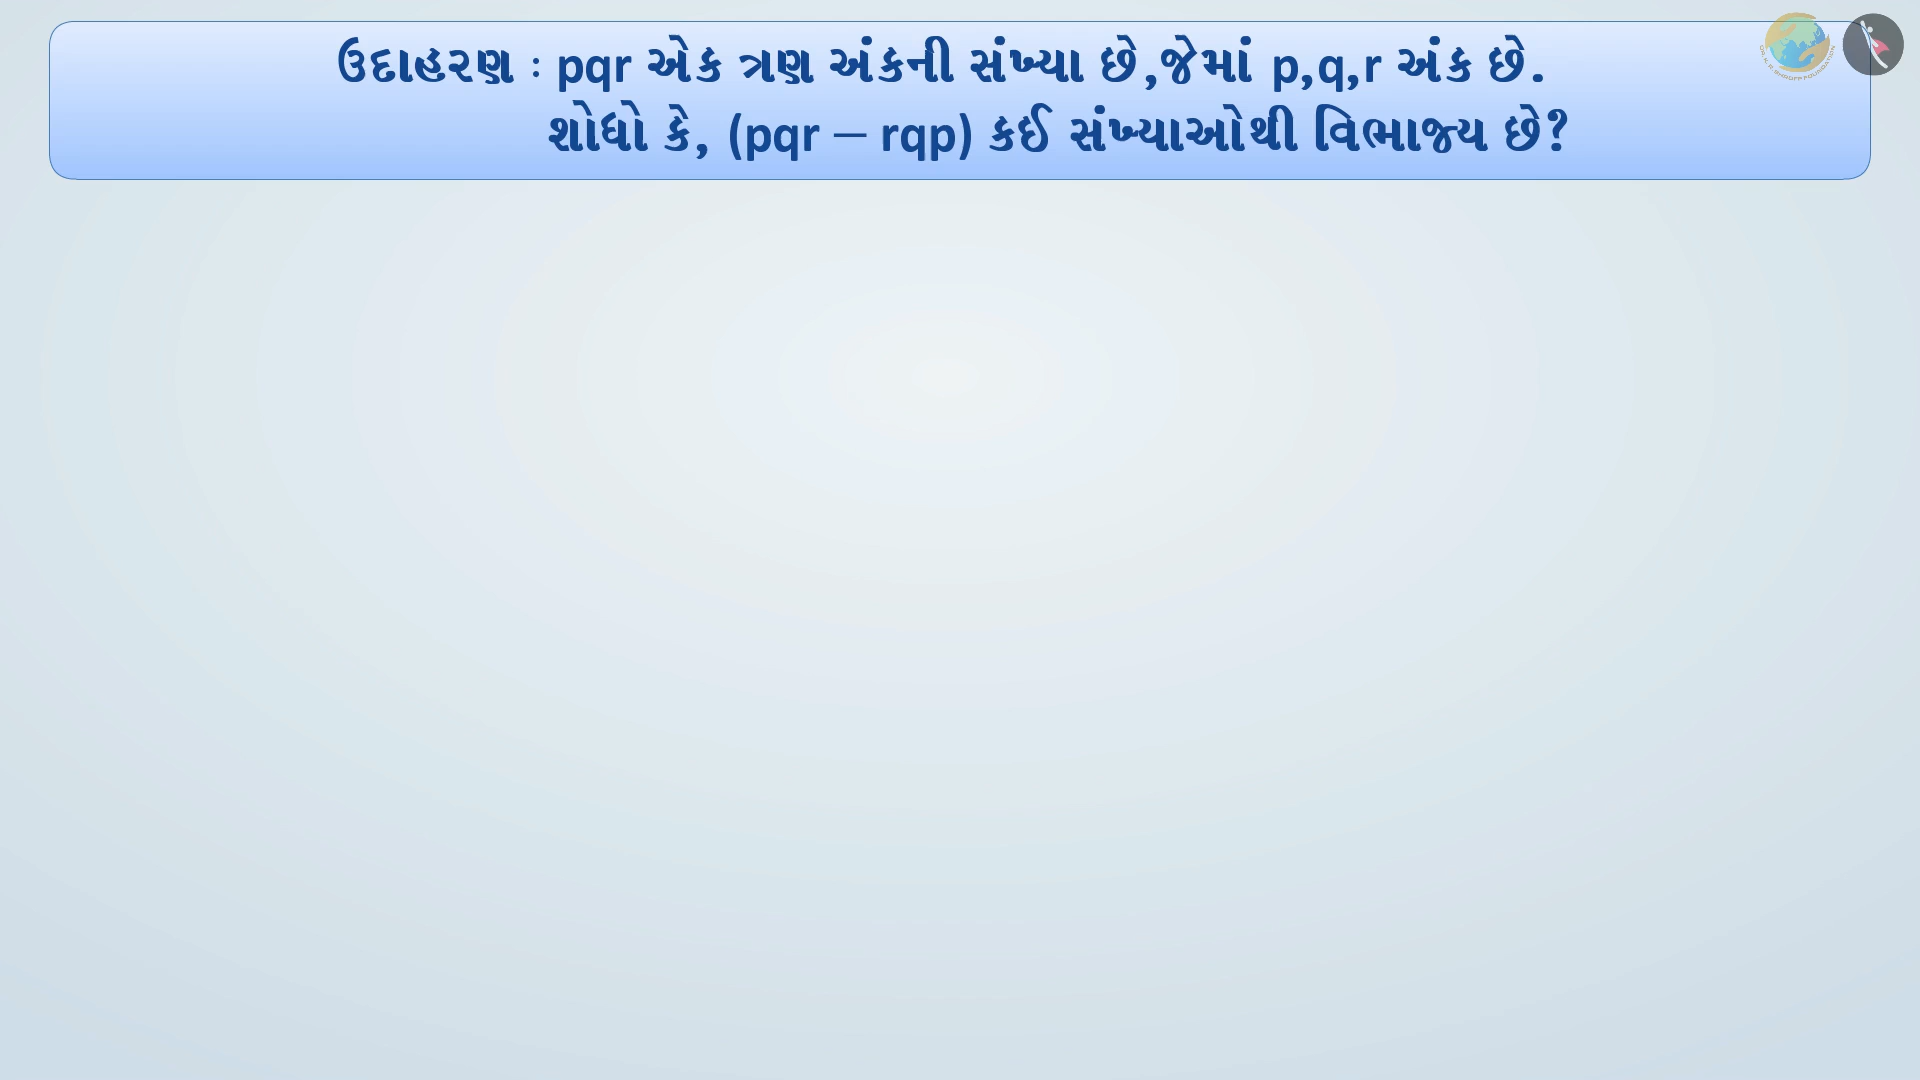 ઉદાહરણ : pqr એક ત્રણ અંકની સંખ્યા છે,જેમાં p,q,r અંક છે.
શોધો કે, (pqr – rqp) કઈ સંખ્યાઓથી વિભાજ્ય છે?